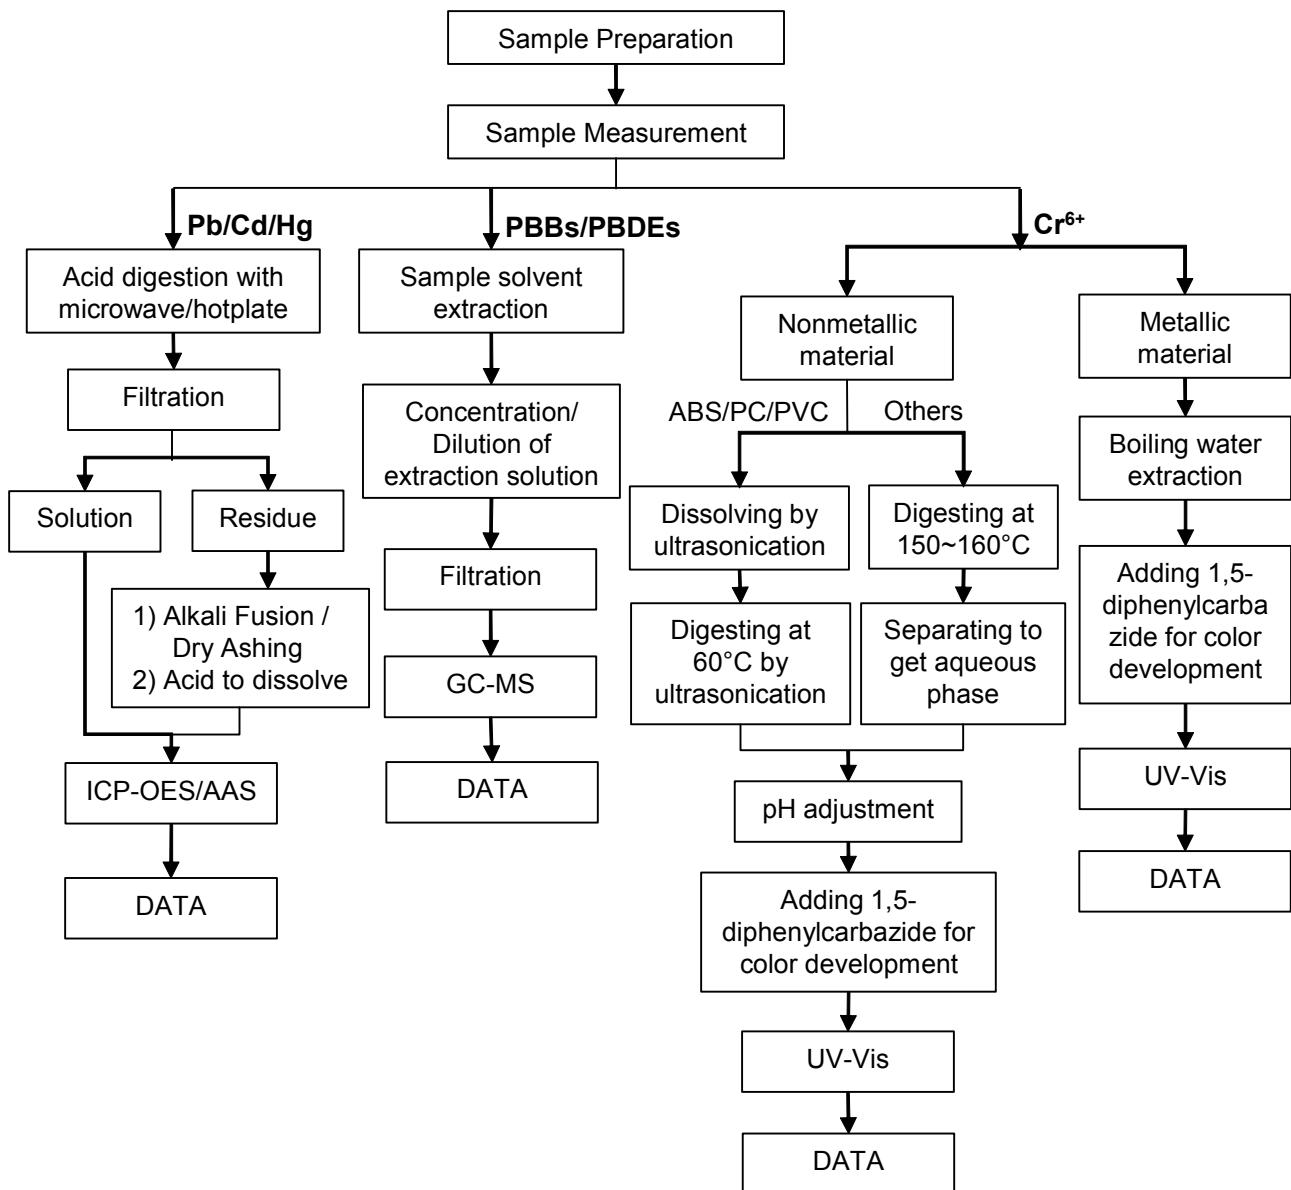 Sample Preparation
Sample Measurement
Pb/Cd/Hg
PBBs/PBDEs
Cr⁶⁺
Acid digestion with
microwave/hotplate
Filtration
Solution
Residue
1) Alkali Fusion /
Dry Ashing
2) Acid to dissolve
ICP-OES/AAS
DATA
Sample solvent
extraction
Concentration/
Dilution of
extraction solution
Filtration
GC-MS
DATA
Nonmetallic
material
ABS/PC/PVC
Others
Dissolving by
ultrasonication
Digesting at
60°C by
ultrasonication
Digesting at
150~160°C
Separating to
get aqueous
phase
pH adjustment
Adding 1,5-
diphenylcarbazide for
color development
UV-Vis
DATA
Metallic
material
Boiling water
extraction
Adding 1,5-
diphenylcarba
zide for color
development
UV-Vis
DATA